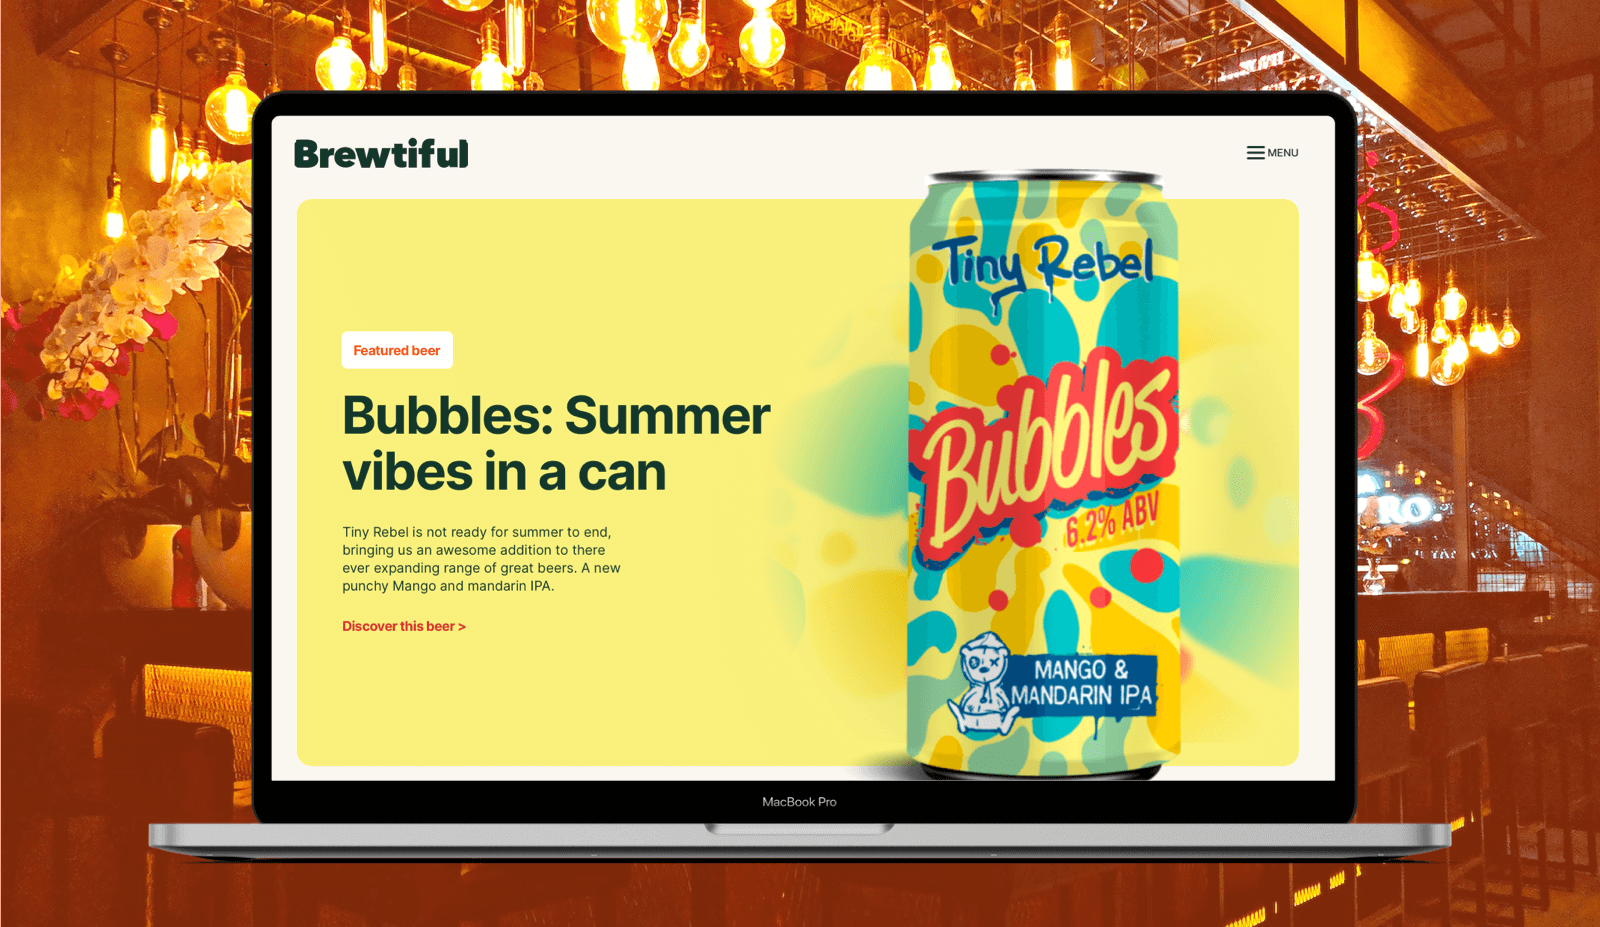 Brewtiful
MENU
Featured beer
Bubbles: Summer
vibes in a can
Tiny Rebel is not ready for summer to end,
bringing us an awesome addition to there
ever expanding range of great beers. A new
punchy Mango and mandarin IPA.
Discover this beer >
Tiny Rebel
Bubbles
6.2% ABV
MANGO &
MANDARIN IPA
MacBook Pro